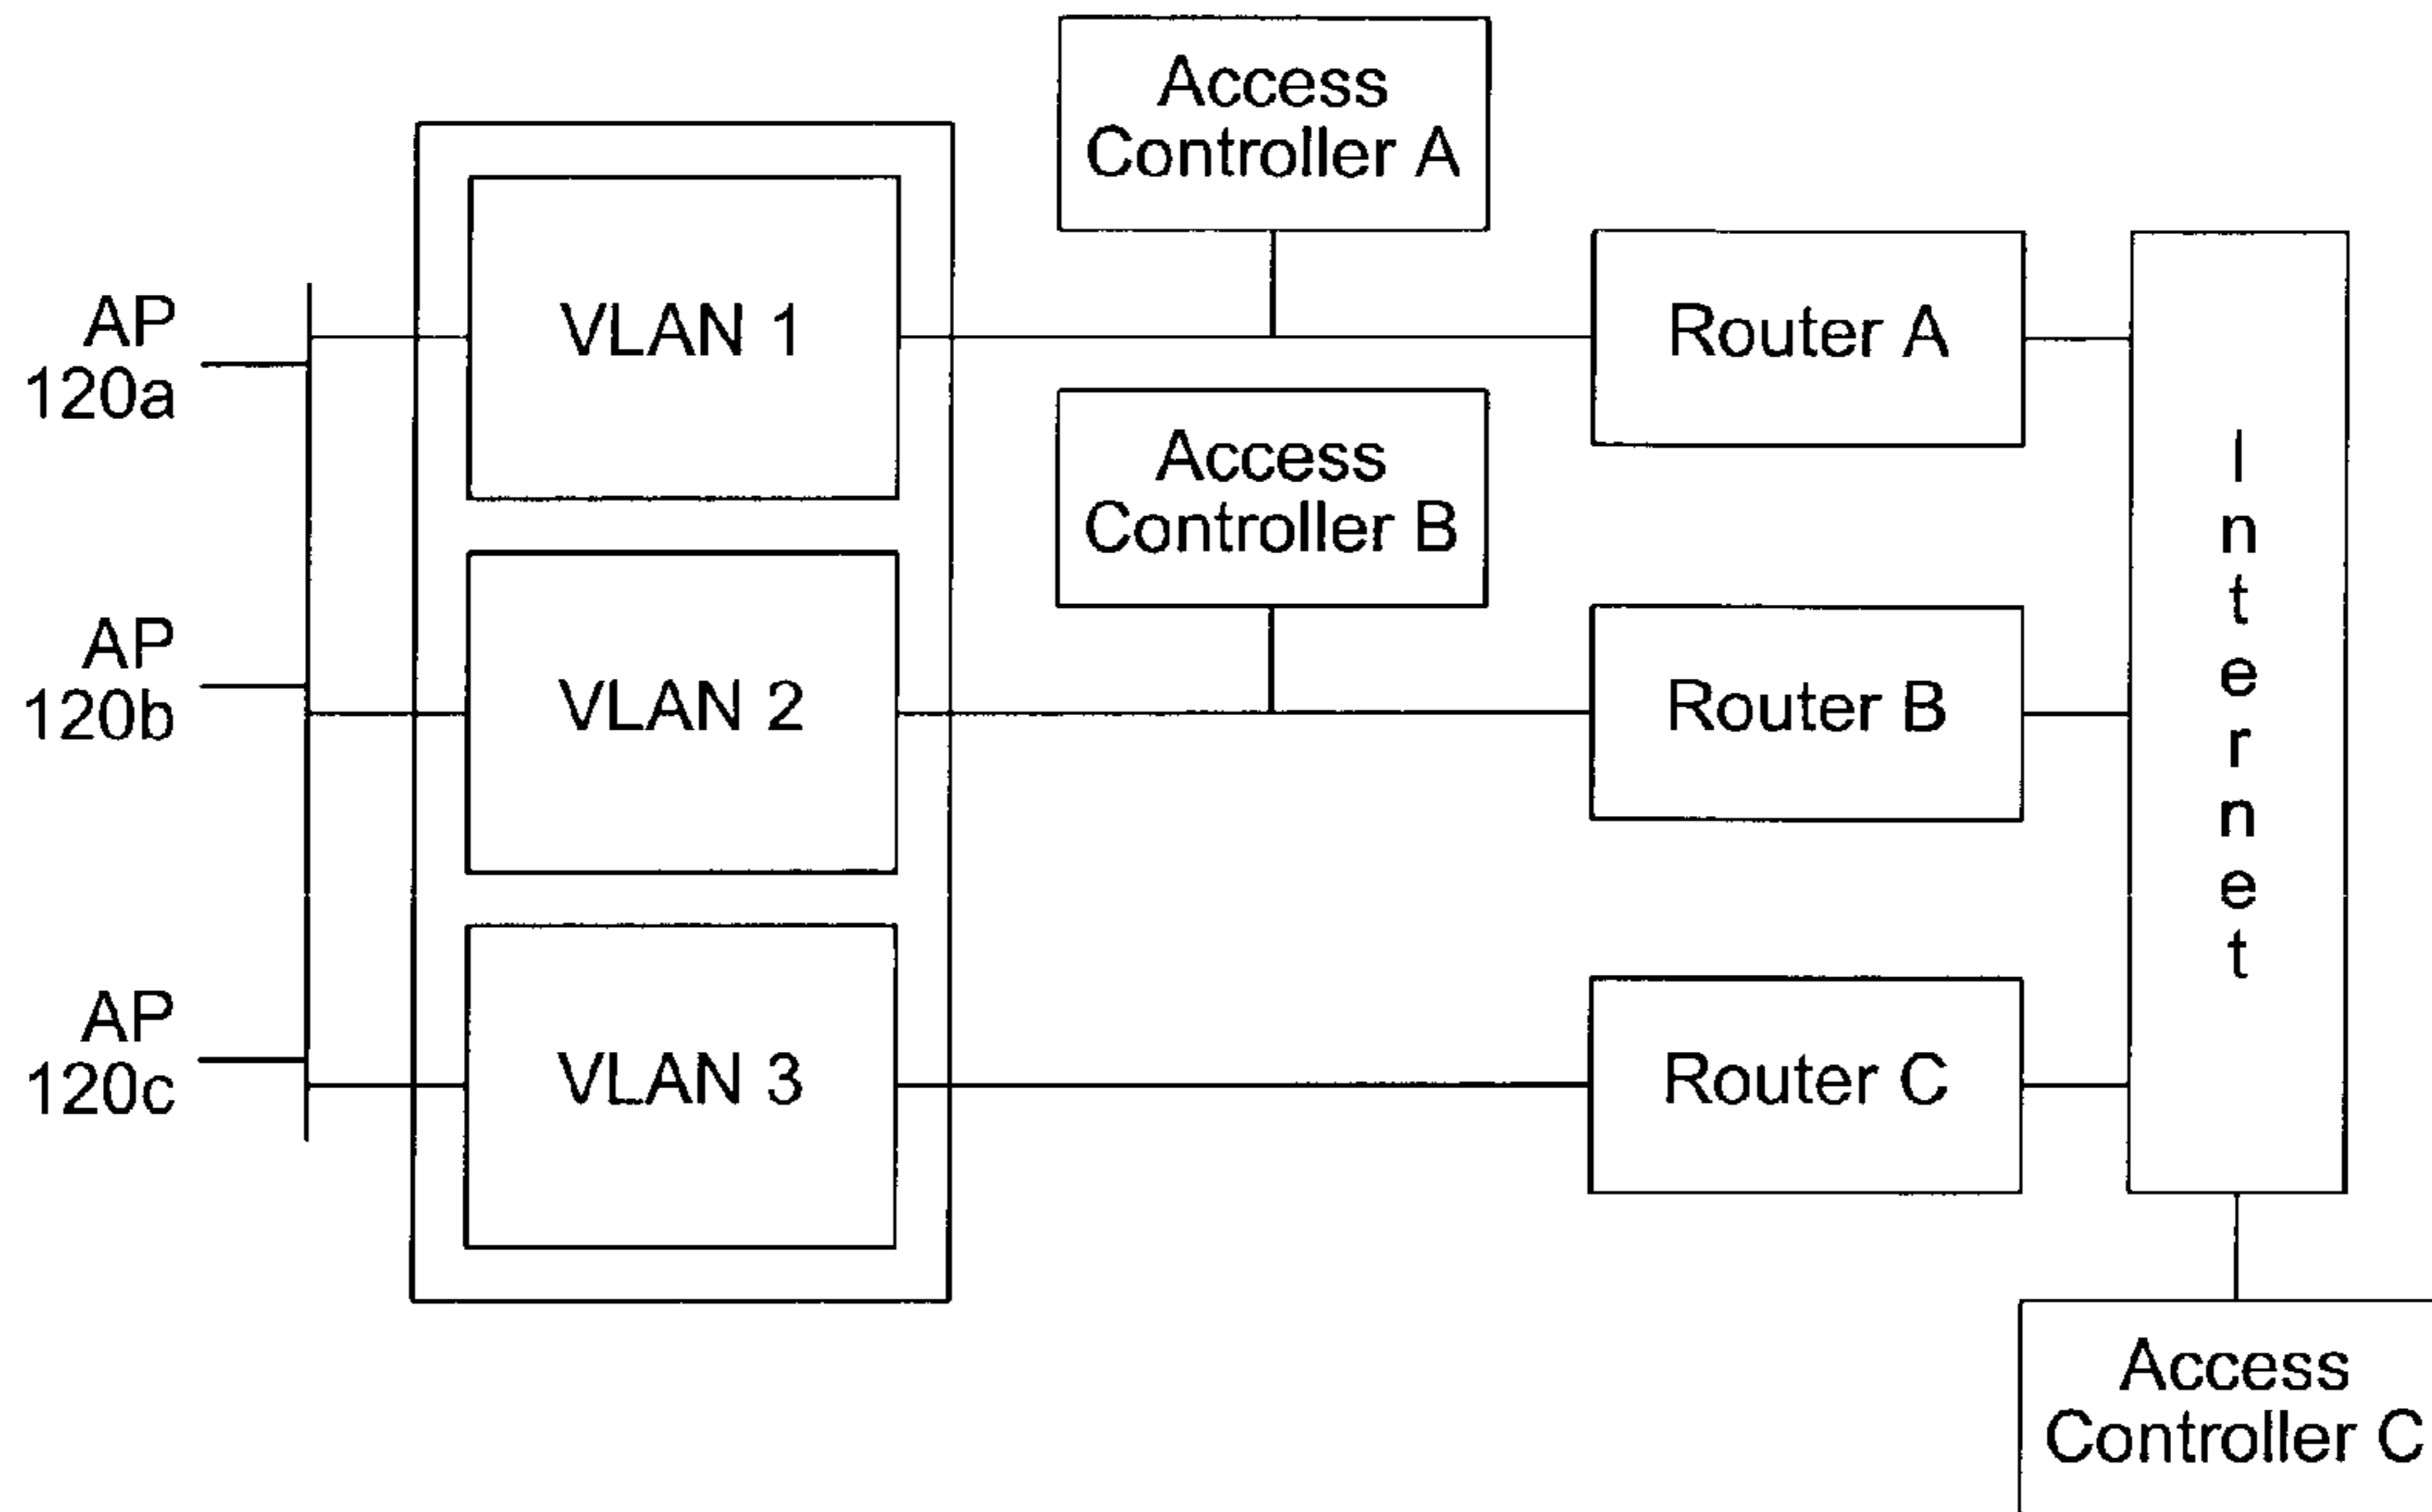 Access
Controller A
AP
120a
VLAN 1
Router A
Access
Controller B
Internet
AP
120b
VLAN 2
Router B
AP
120c
VLAN 3
Router C
Access
Controller C